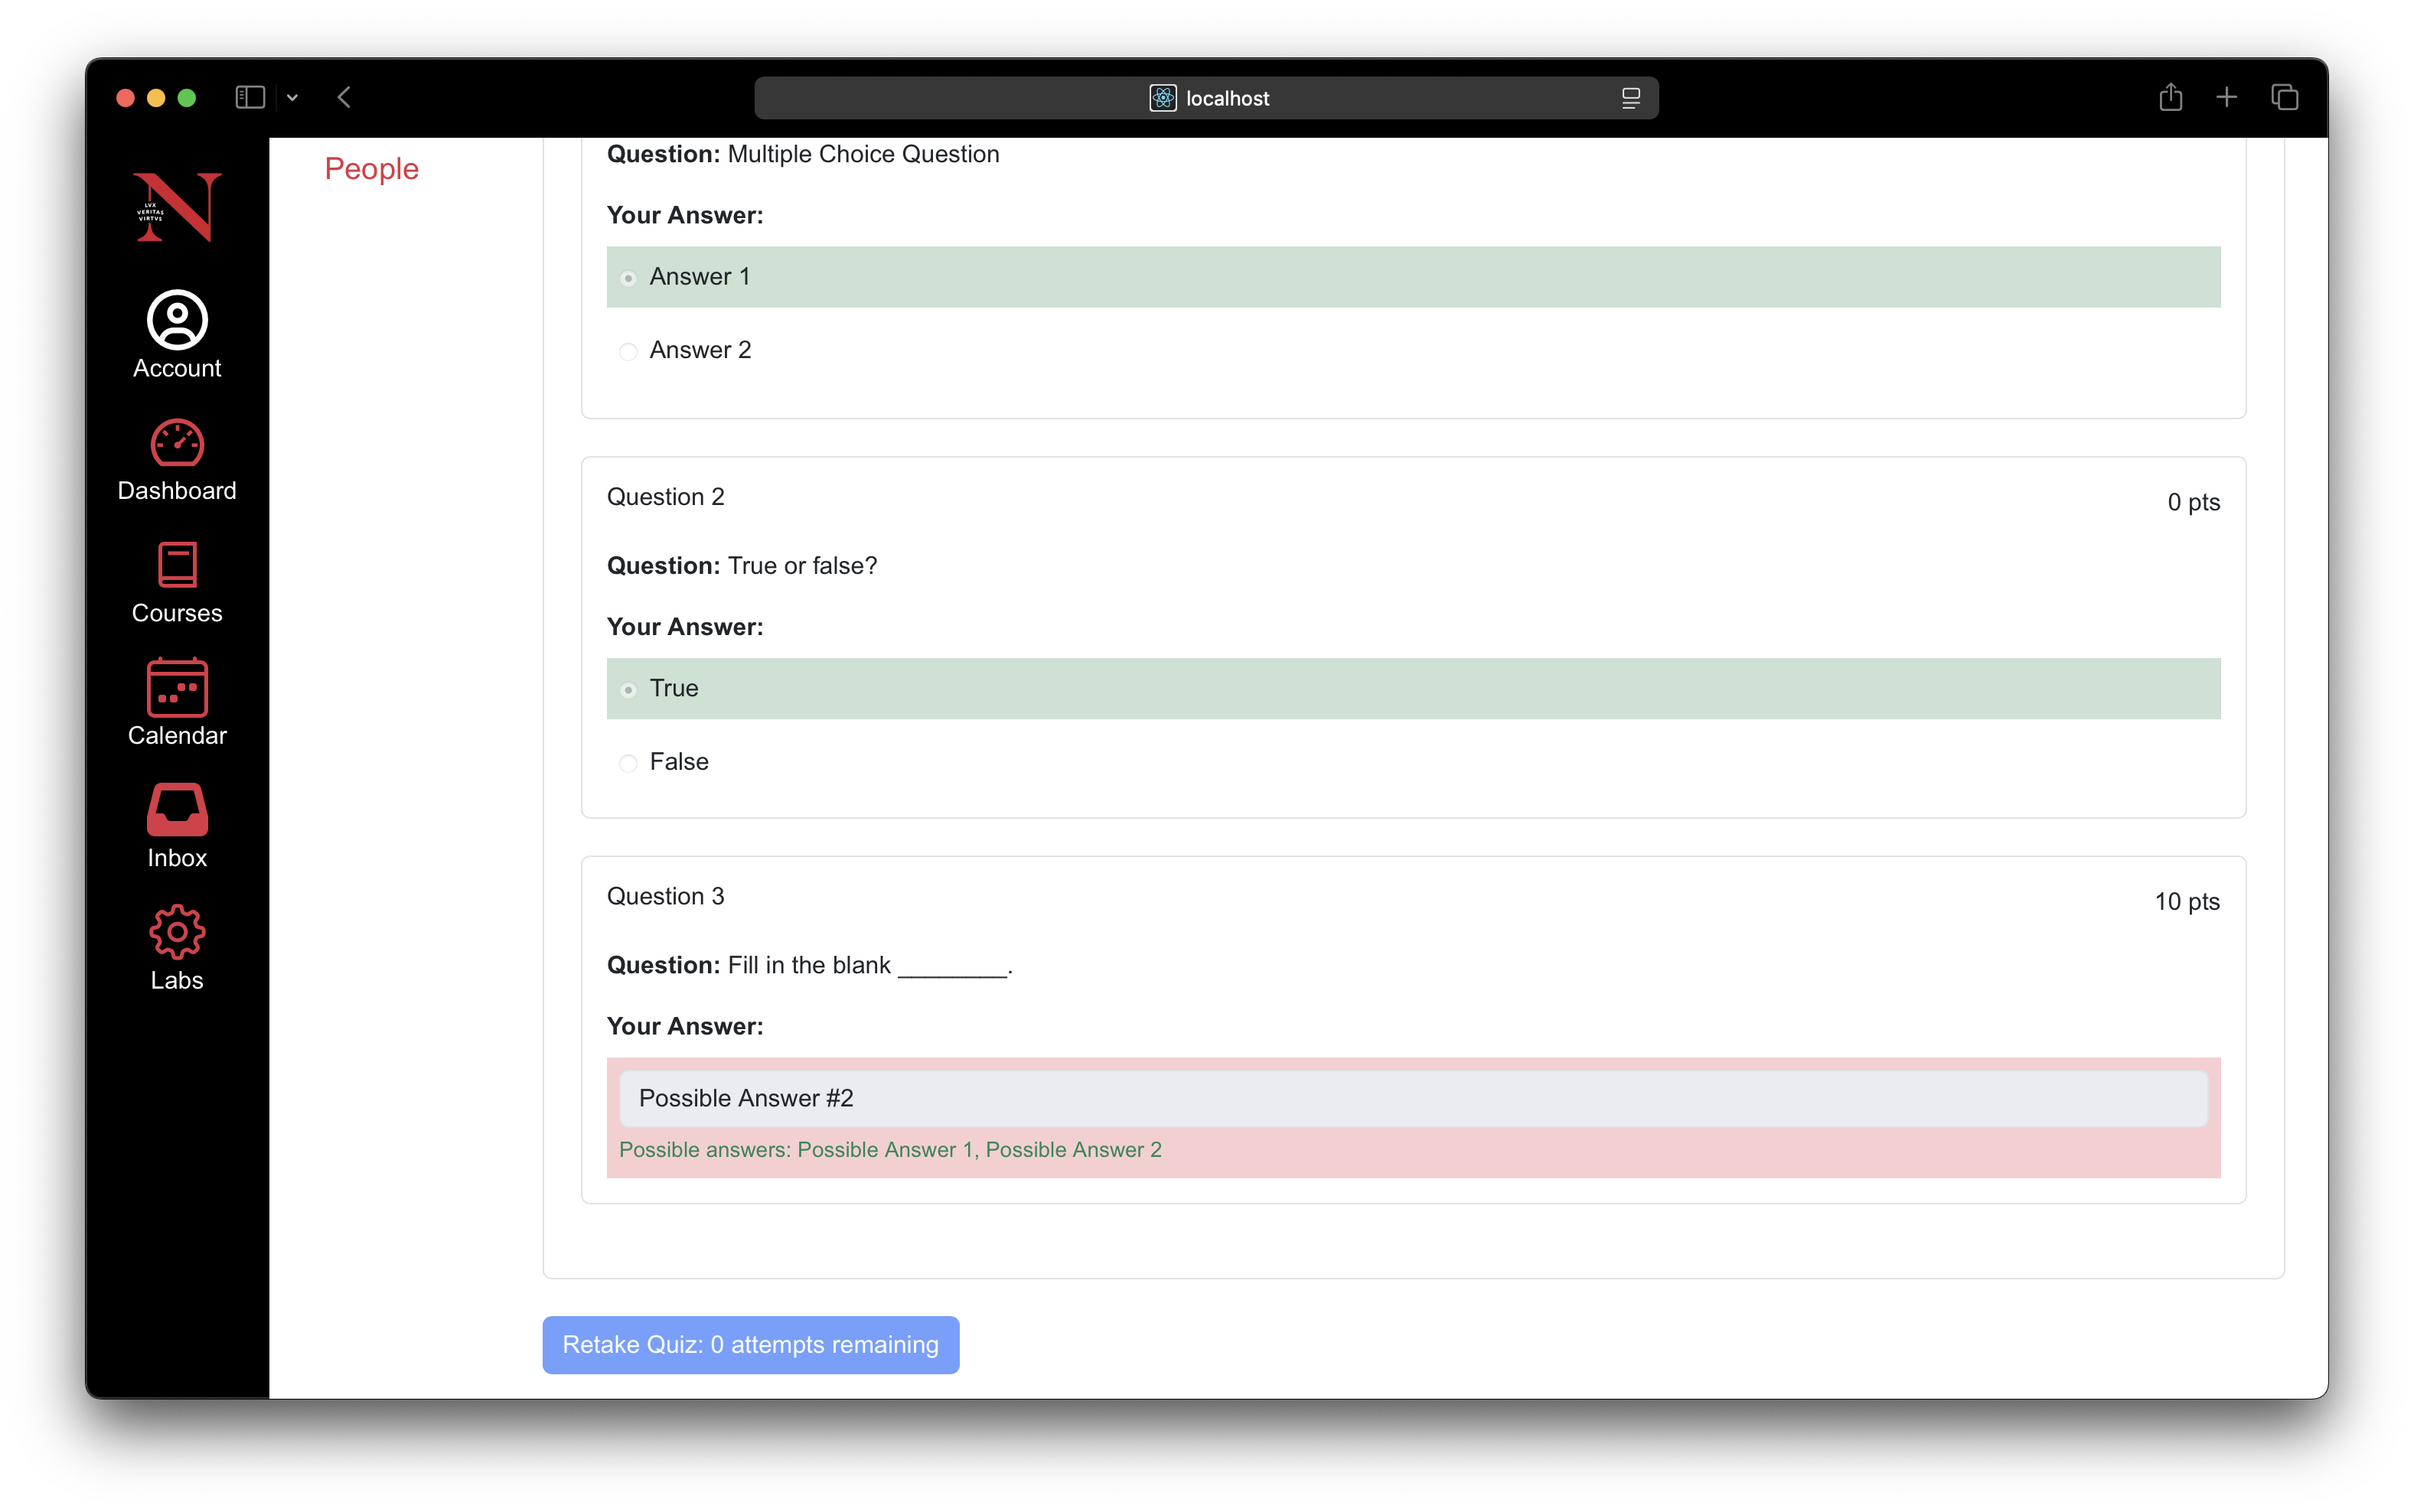 localhost
LVX
VERITAS
VIRTVS
N
Account
Dashboard
Courses
Calendar
Inbox
Labs
People
Question: Multiple Choice Question
Your Answer:
Answer 1
Answer 2
Question 2
0 pts
Question: True or false?
Your Answer:
True
False
Question 3
10 pts
Question: Fill in the blank ________.
Your Answer:
Possible Answer #2
Possible answers: Possible Answer 1, Possible Answer 2
Retake Quiz: 0 attempts remaining